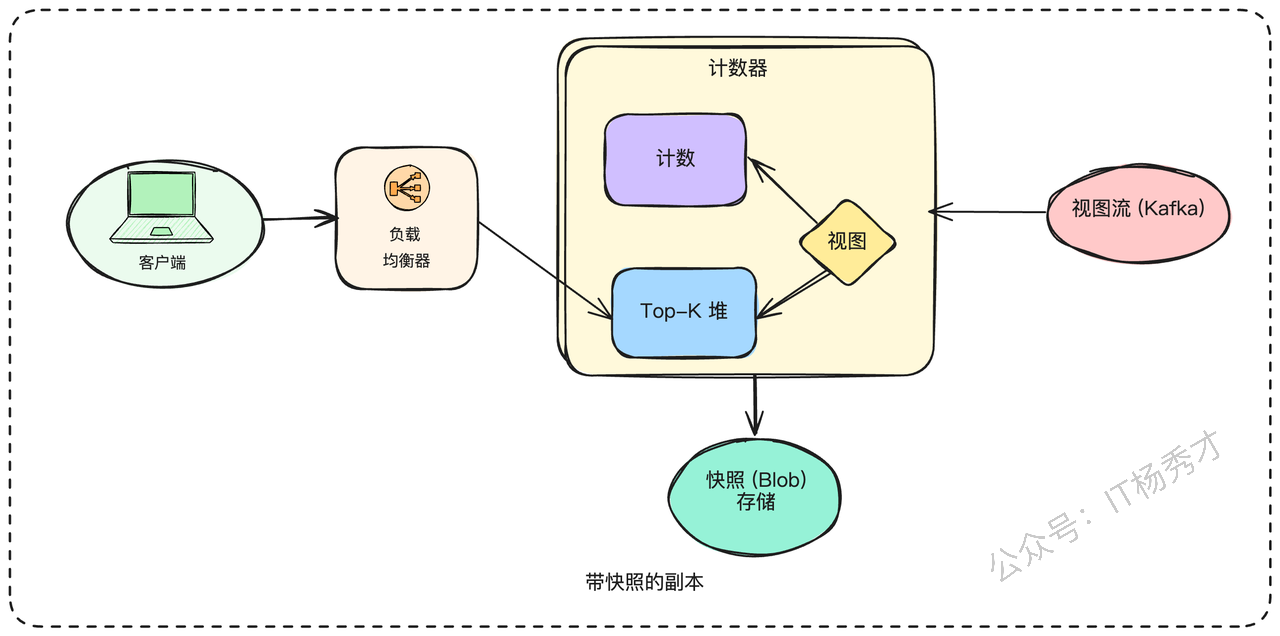 计数器
计数
客户端
负载
均衡器
视图
视图流 (Kafka)
Top-K 堆
快照 (Blob)
存储
带快照的副本
公众号：IT杨秀才